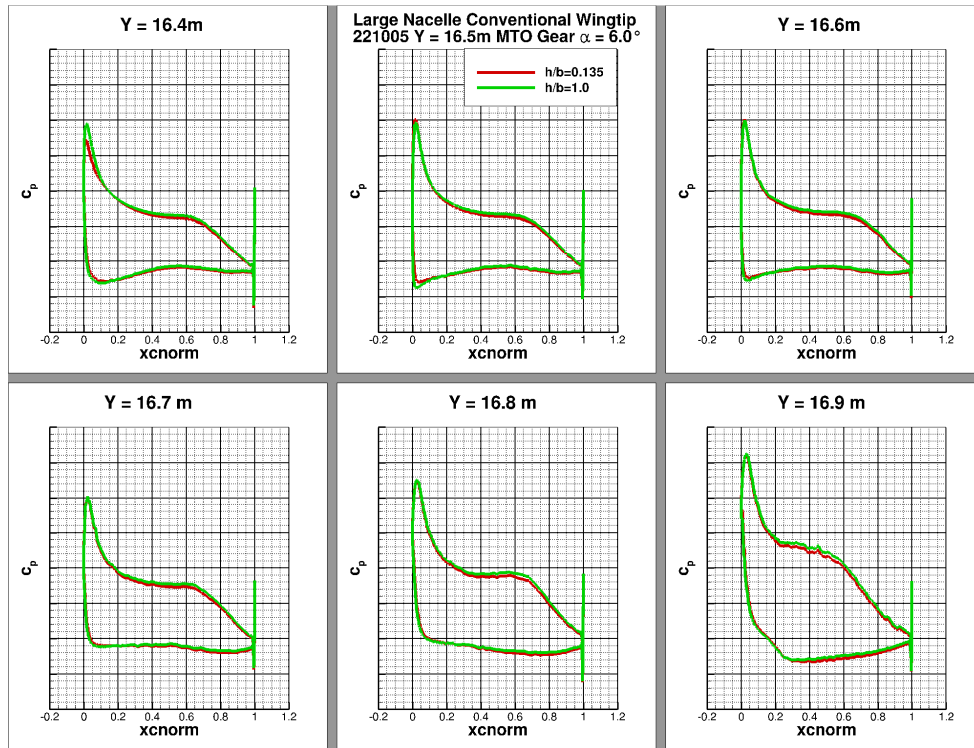 Y = 16.4m
Large Nacelle Conventional Wingtip
221005 Y = 16.5m MTO Gear α = 6.0°
Y = 16.6m
h/b=0.135
h/b=1.0
cp
cp
cp
-0.2 0 0.2 0.4 0.6 0.8 1 1.2
xcnorm
-0.2 0 0.2 0.4 0.6 0.8 1 1.2
xcnorm
-0.2 0 0.2 0.4 0.6 0.8 1 1.2
xcnorm
Y = 16.7 m
Y = 16.8 m
Y = 16.9 m
cp
cp
cp
-0.2 0 0.2 0.4 0.6 0.8 1 1.2
xcnorm
-0.2 0 0.2 0.4 0.6 0.8 1 1.2
xcnorm
-0.2 0 0.2 0.4 0.6 0.8 1 1.2
xcnorm